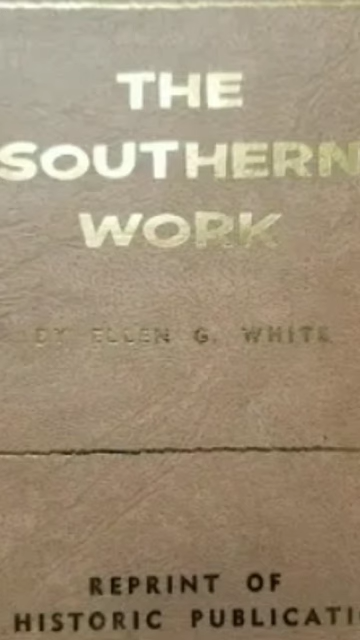 THE
SOUTHERN
WORK
BY ELLEN G. WHITE
REPRINT OF
HISTORIC PUBLICATI